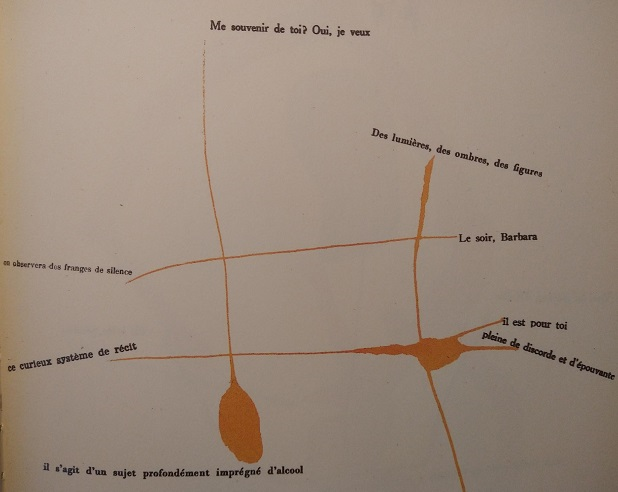 Me souvenir de toi? Oui, je veux
Des lumières, des ombres, des figures
Le soir, Barbara
on observera des franges de silence
il est pour toi
pleine de discorde et d'épouvante
ce curieux système de récit
il s'agit d'un sujet profondément imprégné d'alcool